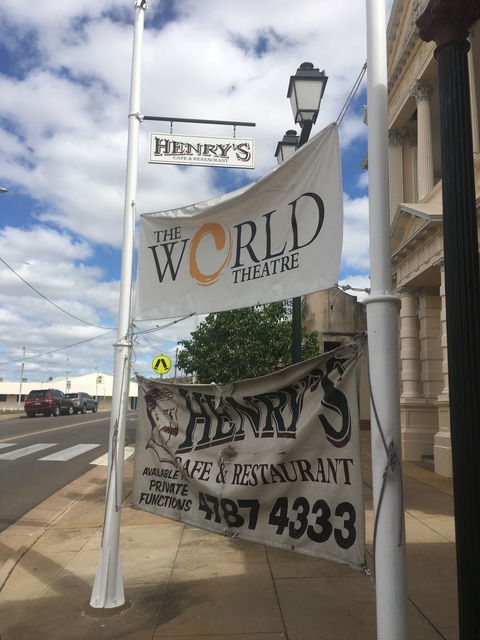 HENRY'S
CAFE & RESTAURANT
THE
WORLD
THEATRE
HENRY'S
CAFE & RESTAURANT
AVAILABLE
PRIVATE
FUNCTIONS
4787 4333